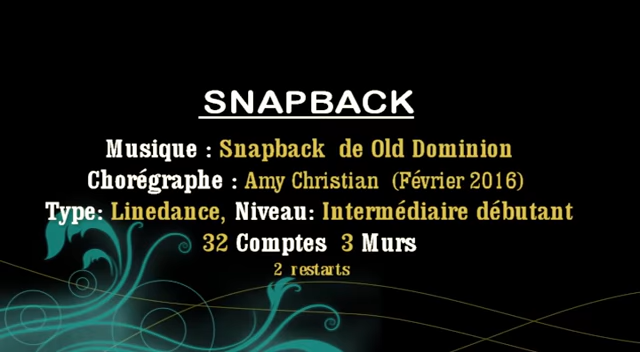 SNAPBACK
Musique : Snapback de Old Dominion
Chorégraphe : Amy Christian (Février 2016)
Type: Linedance, Niveau: Intermédiaire débutant
32 Comptes 3 Murs
2 restarts